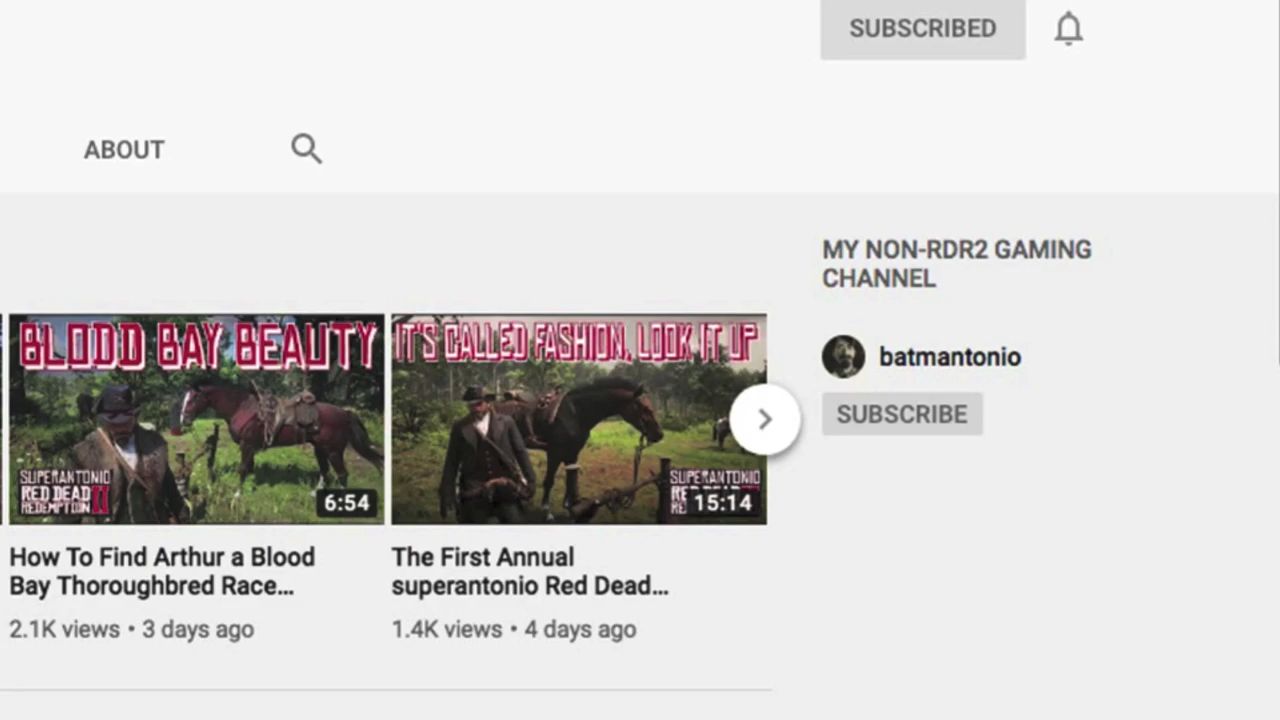 SUBSCRIBED
ABOUT
MY NON-RDR2 GAMING
CHANNEL
batmantonio
SUBSCRIBE
BLODD BAY BEAUTY
SUPERANTONIO
RED DEAD
REDEMPTION II
6:54
IT'S CALLED FASHION, LOOK IT UP
SUPERANTONIO
15:14
How To Find Arthur a Blood
Bay Thoroughbred Race...
2.1K views • 3 days ago
The First Annual
superantonio Red Dead...
1.4K views • 4 days ago